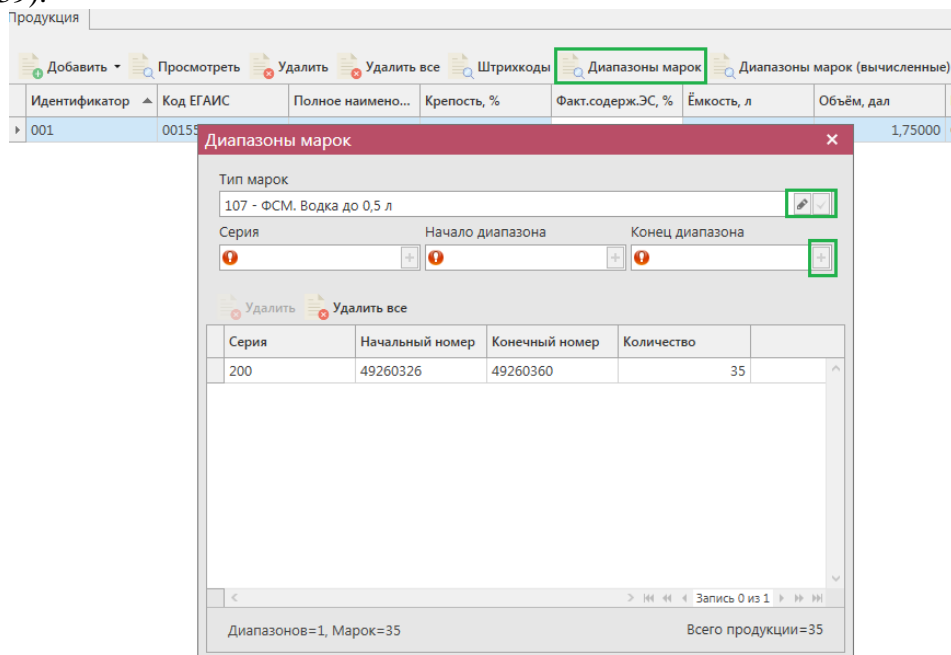 39).
Продукция
Добавить Просмотреть Удалить Удалить все Штрихкоды Диапазоны марок Диапазоны марок (вычисленные)
Идентификатор Код ЕГАИС Полное наимено... Крепость, % Факт.содерж.ЭС, % Ёмкость, л Объём, дал
001 00155 1,75000
Диапазоны марок
Тип марок
107 - ФСМ. Водка до 0,5 л
Серия Начало диапазона Конец диапазона
Удалить Удалить все
Серия Начальный номер Конечный номер Количество
200 49260326 49260360 35
Запись 0 из 1
Диапазонов=1, Марок=35 Всего продукции=35